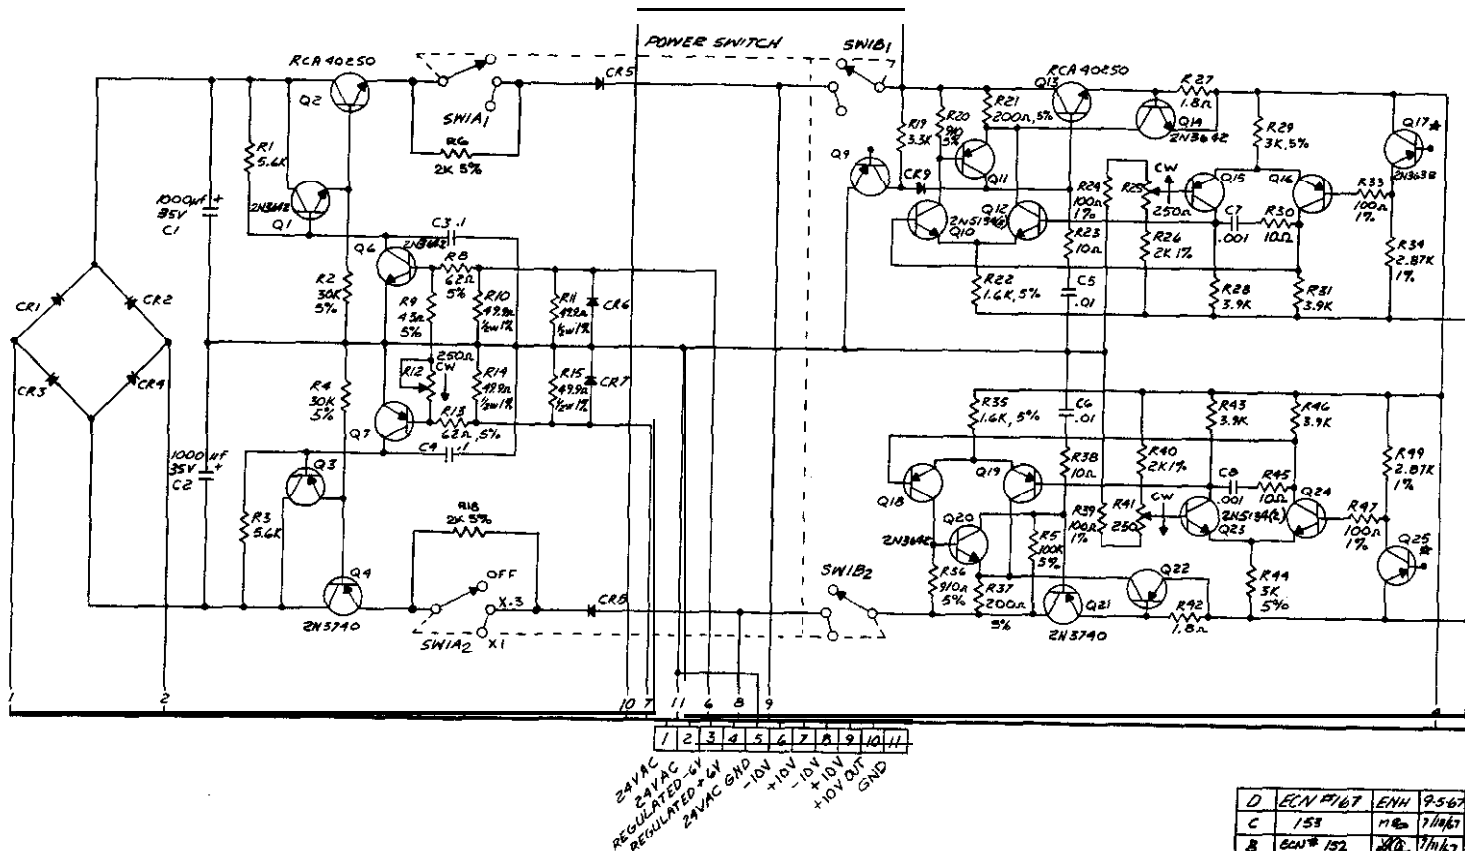 POWER SWITCH
SW1B1
RCA 40250
Q2
SW1A1
CR5
R6
2K 5%
R1
5.6K
1000µf +
35V
C1
2N3642
Q1
C3 .1
Q6
2N3642
R8
62Ω
5%
R2
30K
5%
R9
43Ω
5%
R10
49.9Ω
1/2W 1%
R11
49.9Ω
1/2W 1%
CR6
CR1
CR2
CR3
CR4
R4
30K
5%
R12
250Ω
CW
R14
49.9Ω
1/2W 1%
R15
49.9Ω
1/2W 1%
CR7
Q7
R13
62Ω, 5%
C4 .1
1000µf
35V +
C2
Q3
R3
5.6K
R18
2K 5%
Q4
2N3740
OFF
X.3
X1
SW1A2
CR8
SW1B2
RCA 40250
Q13
R27
1.8Ω
Q14
2N3642
R19
3.3K
R20
910
5%
R21
200Ω, 5%
Q9
CR9
Q11
Q10
Q12
R22
1.6K, 5%
R24
100Ω
1%
R23
10Ω
C5
.01
CW
R25
250Ω
R26
2K 1%
Q15
Q16
R29
3K, 5%
C7
.001
R30
10Ω
R28
3.9K
R31
3.9K
R33
100Ω
1%
Q17*
2N3638
R34
2.87K
1%
R35
1.6K, 5%
C6
.01
R38
10Ω
R39
100Ω
1%
R40
2K 1%
R41
250
CW
R43
3.9K
R46
3.9K
C8
.001
R45
10Ω
2N5134(2)
Q23
Q24
R47
100Ω
1%
R49
2.87K
1%
Q25*
Q18
Q19
Q20
2N3642
R5
100K
5%
R36
910Ω
5%
R37
200Ω
5%
Q21
2N3740
Q22
R42
1.8Ω
R44
3K
5%
1 2 10 7 11 6 8 9 4
1 2 3 4 5 6 7 8 9 10 11
24VAC
24VAC
REGULATED -6V
REGULATED +6V
24VAC GND
-10V
+10V
-10V
+10V
+10V OUT
GND
D ECN #167 ENH 9-5-67
C 153
B ECN # 152